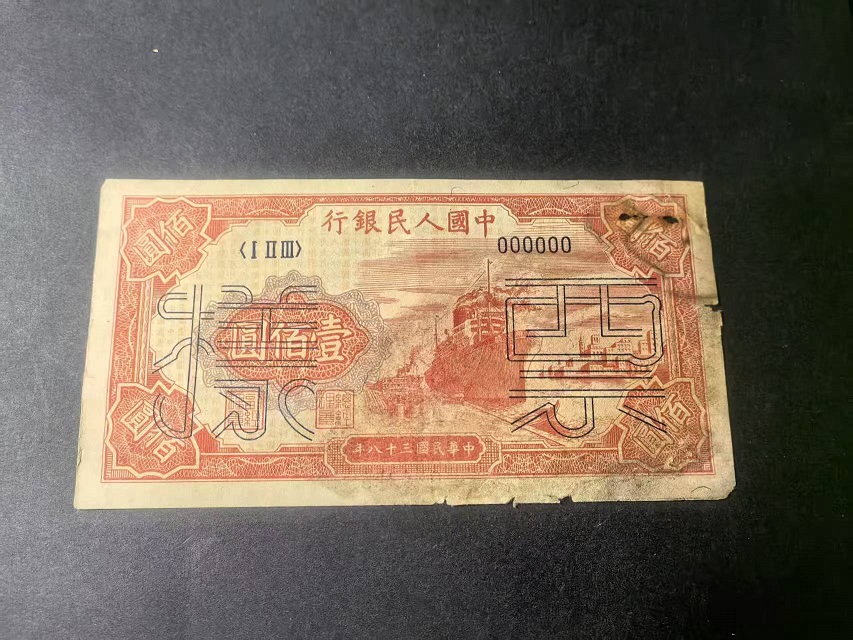 中國人民銀行
佰圓
佰圓
〈Ⅰ Ⅱ Ⅲ〉
000000
票樣
壹佰圓
佰圓
佰圓
中華民國三十八年